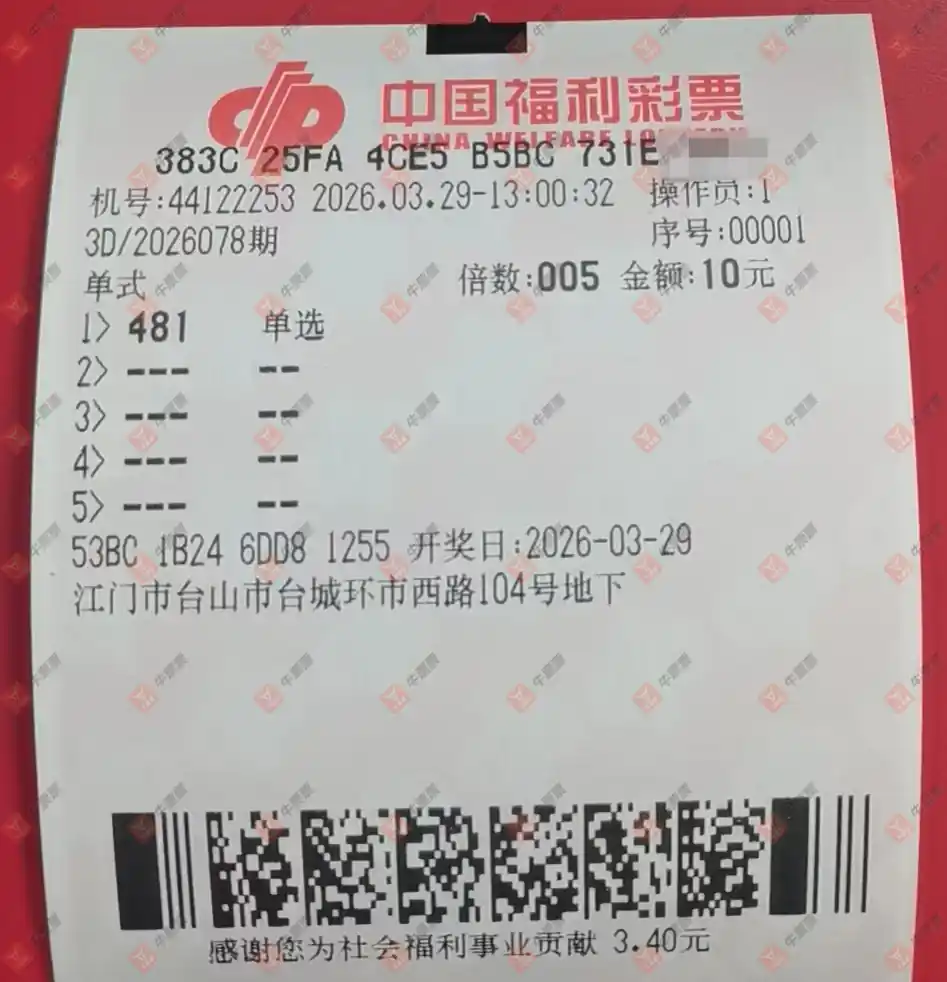 中国福利彩票
CHINA WELFARE LOTTERY
383C 25FA 4CE5 B5BC 731E
机号:44122253 2026.03.29-13:00:32 操作员:1
3D/2026078期 序号:00001
单式 倍数:005 金额:10元
1> 481 单选
2> --- --
3> --- --
4> --- --
5> --- --
53BC 1B24 6DD8 1255 开奖日:2026-03-29
江门市台山市台城环市西路104号地下
感谢您为社会福利事业贡献 3.40元